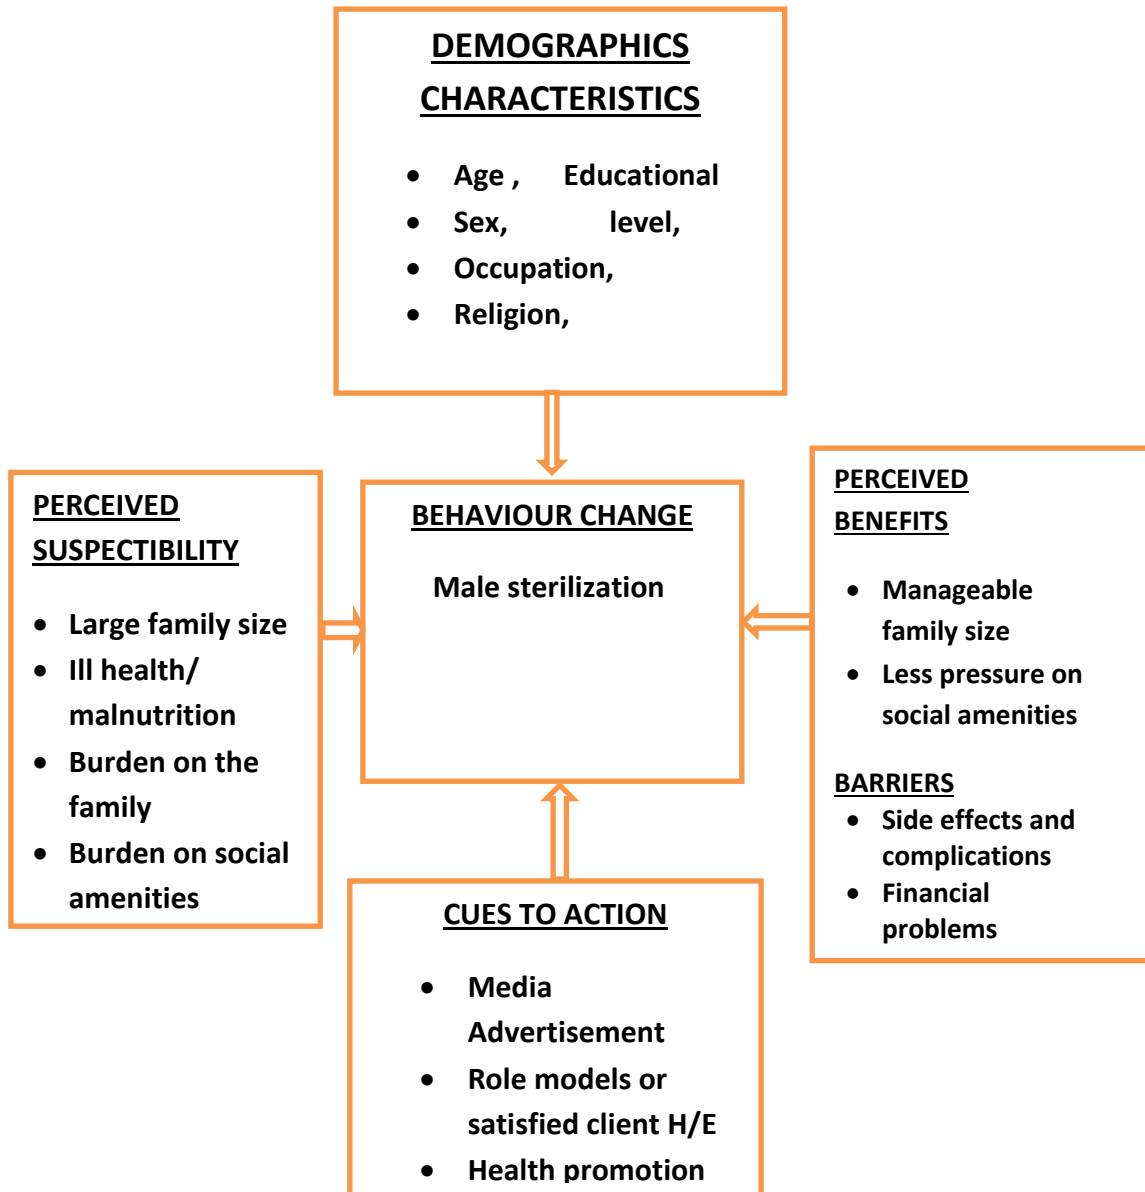 DEMOGRAPHICS
CHARACTERISTICS
• Age , Educational
• Sex, level,
• Occupation,
• Religion,
PERCEIVED
SUSPECTIBILITY
• Large family size
• Ill health/
malnutrition
• Burden on the
family
• Burden on social
amenities
BEHAVIOUR CHANGE
Male sterilization
PERCEIVED
BENEFITS
• Manageable
family size
• Less pressure on
social amenities
BARRIERS
• Side effects and
complications
• Financial
problems
CUES TO ACTION
• Media
Advertisement
• Role models or
satisfied client H/E
• Health promotion